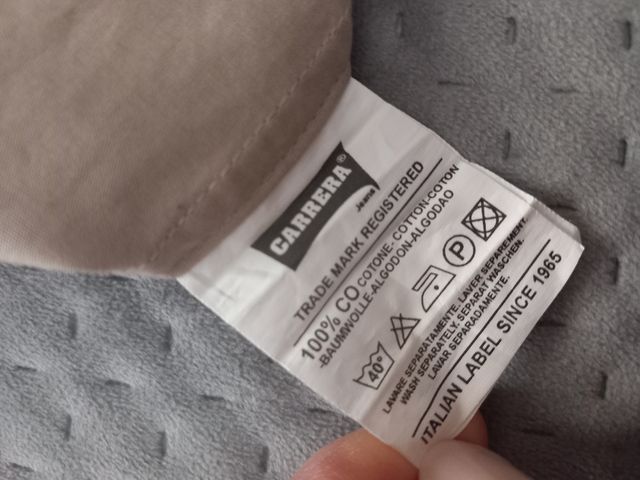 CARRERA®
Jeans
TRADE MARK REGISTERED
100% CO COTONE-COTTON-COTON
-BAUMWOLLE-ALGODON-ALGODAO
40° P
LAVARE SEPARATAMENTE. LAVER SEPAREMENT.
WASH SEPARATELY. SEPARAT WASCHEN.
LAVAR SEPARADAMENTE.
ITALIAN LABEL SINCE 1965